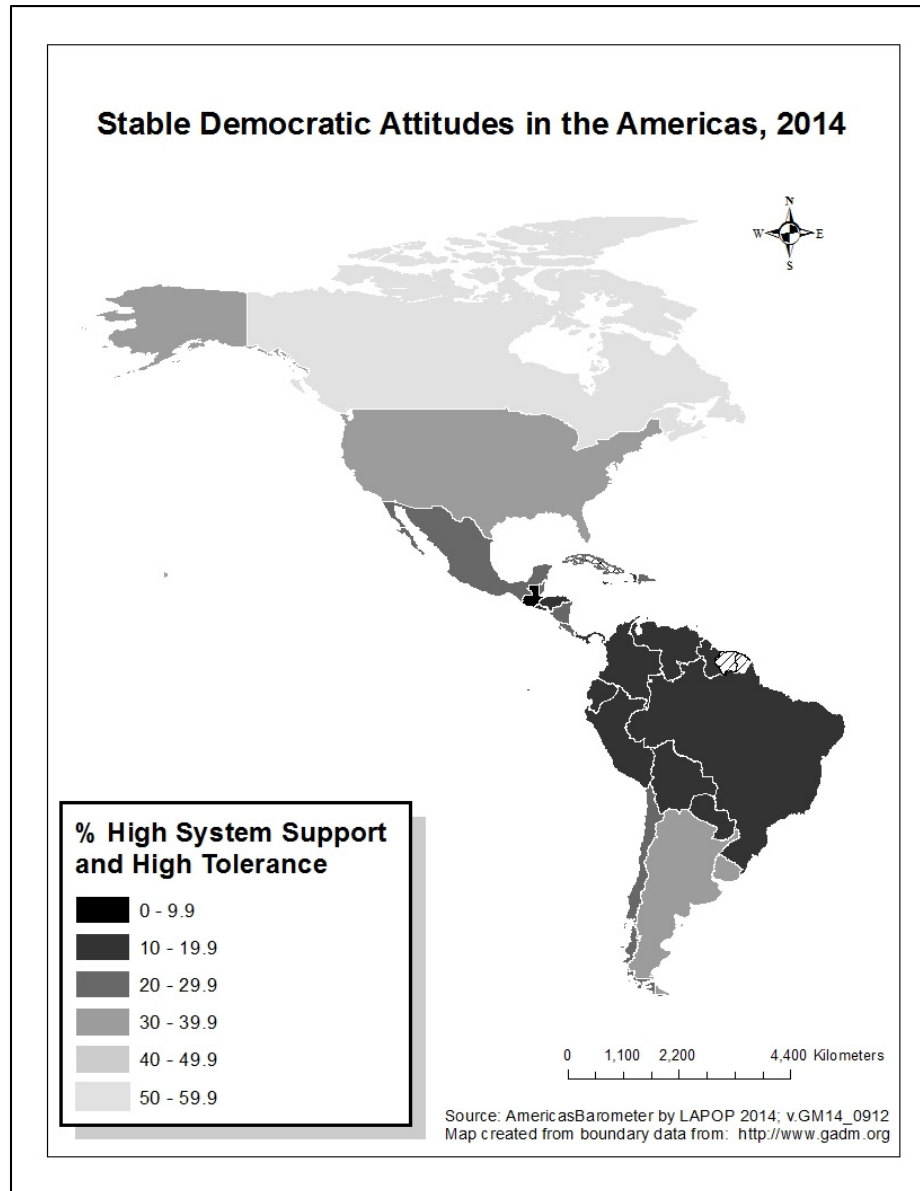 Stable Democratic Attitudes in the Americas, 2014
N
W E
S
% High System Support
and High Tolerance
0 - 9.9
10 - 19.9
20 - 29.9
30 - 39.9
40 - 49.9
50 - 59.9
0 1,100 2,200 4,400 Kilometers
Source: AmericasBarometer by LAPOP 2014; v.GM14_0912
Map created from boundary data from: http://www.gadm.org